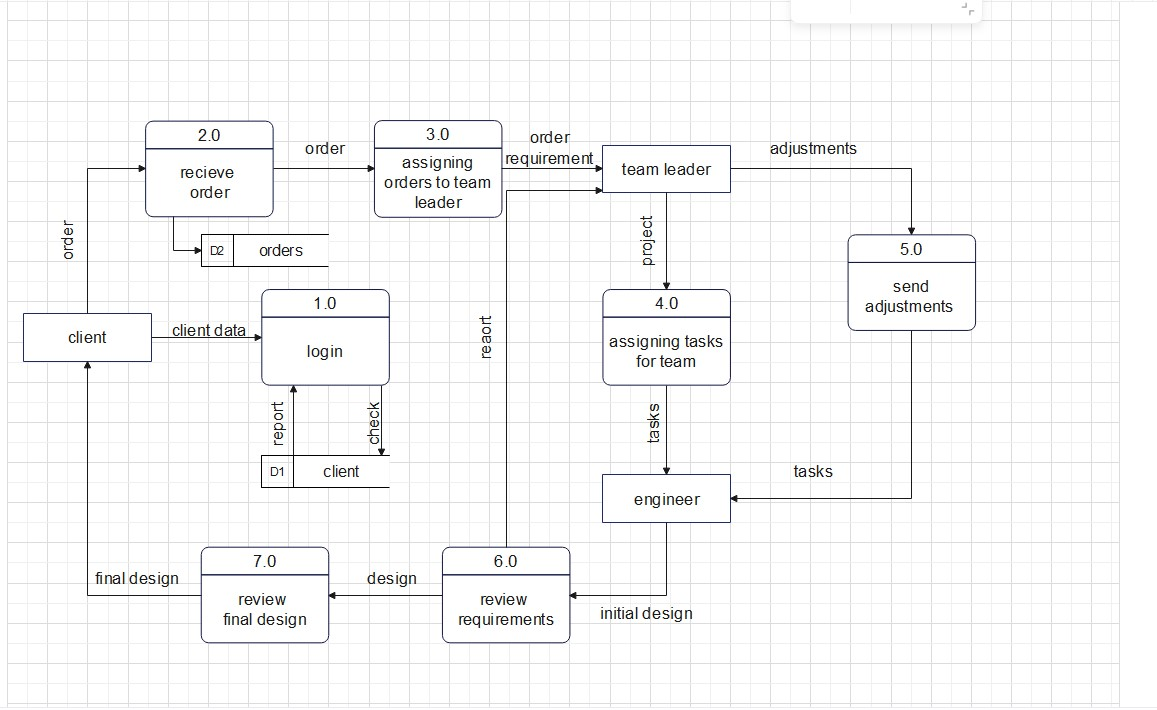 2.0
recieve
order
order
3.0
assigning
orders to team
leader
order
requirement
team leader
adjustments
order
D2
orders
project
5.0
send
adjustments
client
client data
1.0
login
reaort
4.0
assigning tasks
for team
report
check
tasks
D1
client
engineer
tasks
final design
7.0
review
final design
design
6.0
review
requirements
initial design